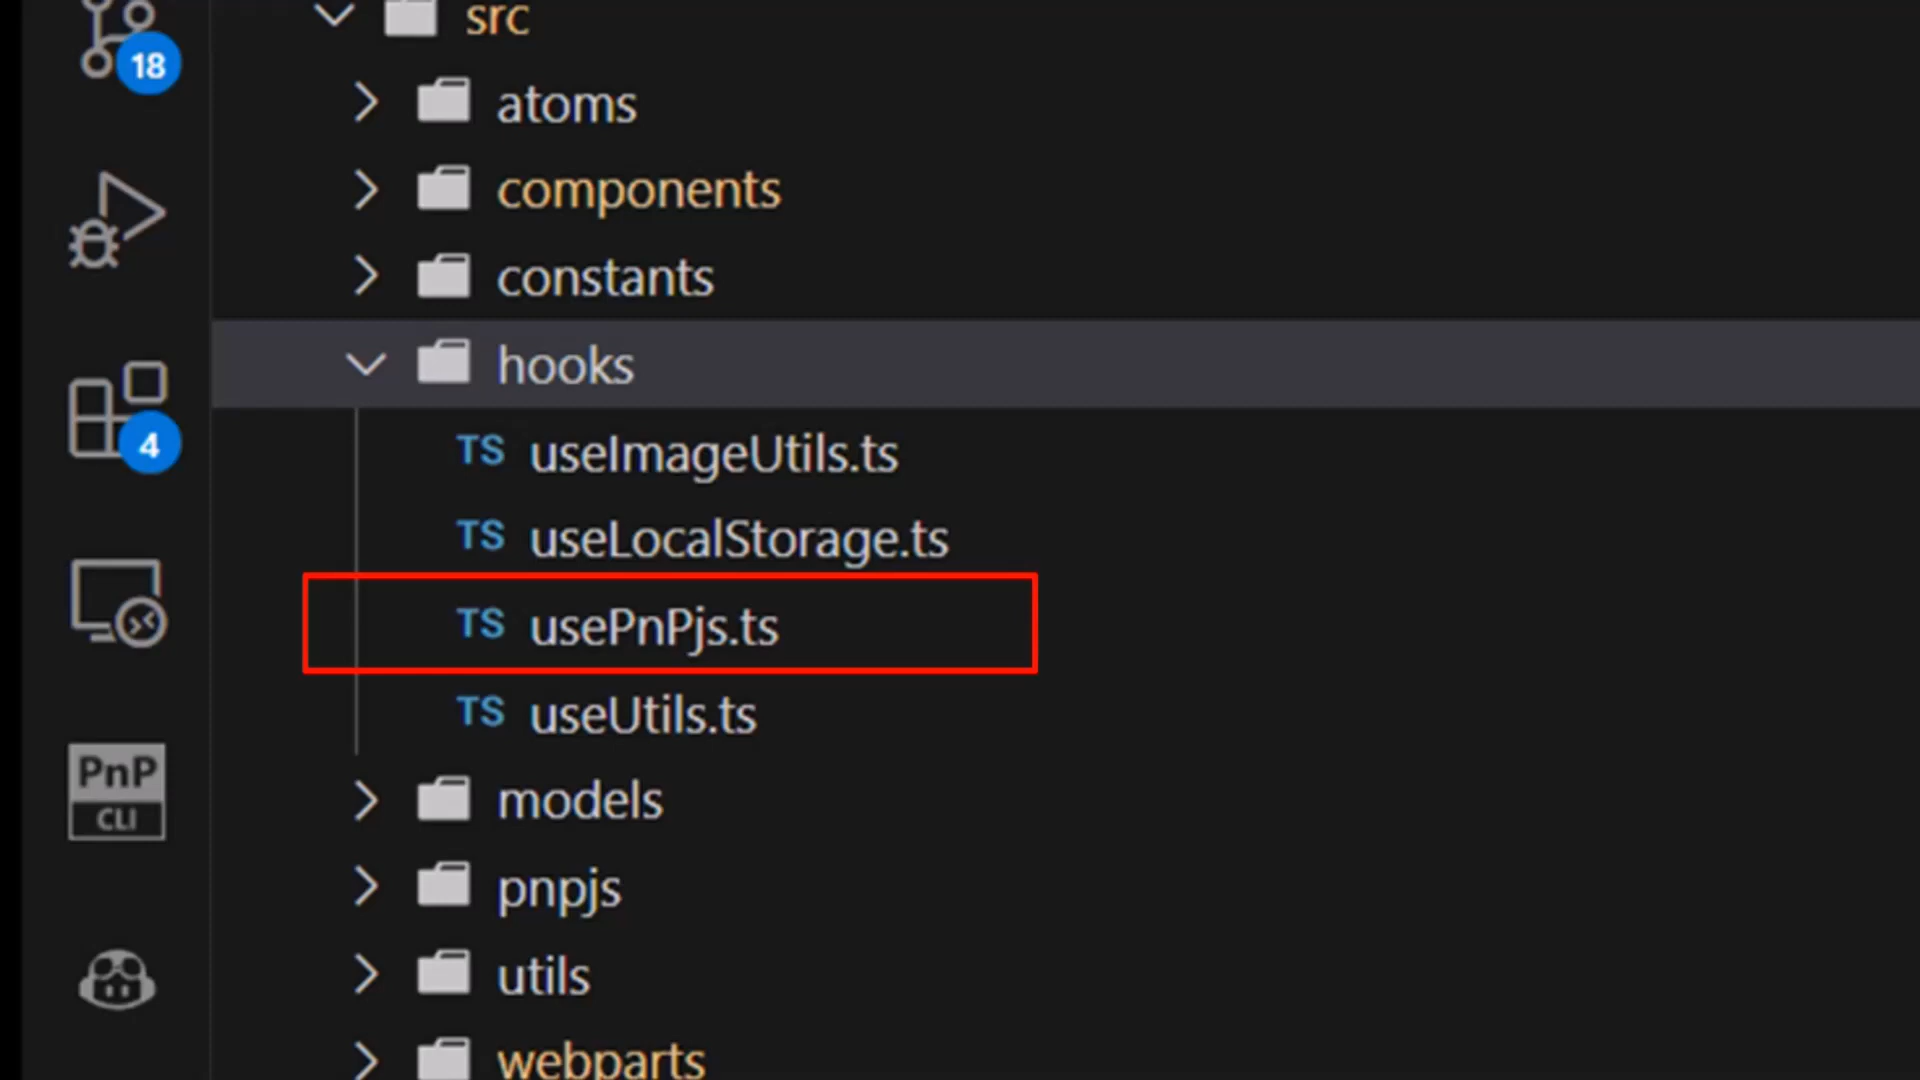 src
18
atoms
components
constants
hooks
4
TS useImageUtils.ts
TS useLocalStorage.ts
TS usePnPjs.ts
TS useUtils.ts
PnP
CLI
models
pnpjs
utils
webparts